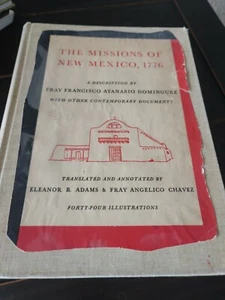 THE MISSIONS OF
NEW MEXICO, 1776
A DESCRIPTION BY
FRAY FRANCISCO ATANASIO DOMINGUEZ
WITH OTHER CONTEMPORARY DOCUMENTS
TRANSLATED AND ANNOTATED BY
ELEANOR B. ADAMS & FRAY ANGELICO CHAVEZ
FORTY-FOUR ILLUSTRATIONS